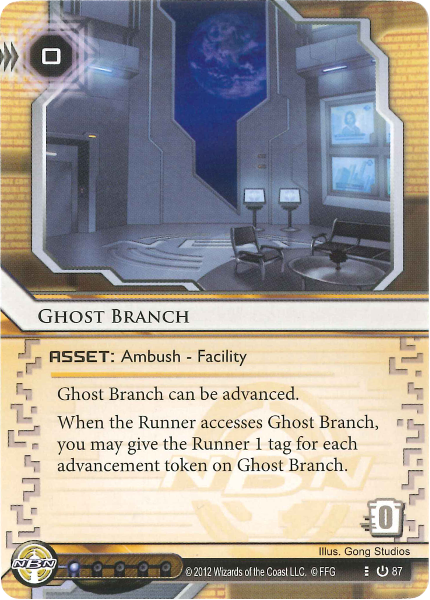 0
GHOST BRANCH
ASSET: Ambush - Facility
Ghost Branch can be advanced.
When the Runner accesses Ghost Branch,
you may give the Runner 1 tag for each
advancement token on Ghost Branch.
NBN
0
Illus. Gong Studios
NBN
© 2012 Wizards of the Coast LLC. © FFG
87